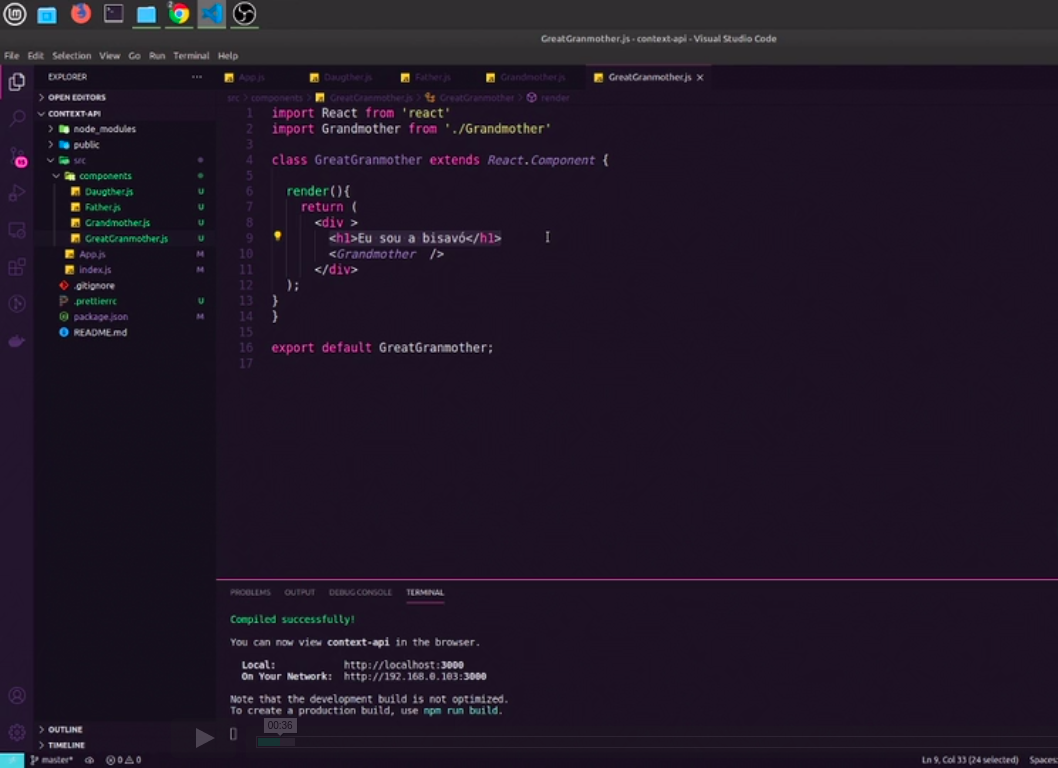 GreatGranmother.js - context-api - Visual Studio Code
File Edit Selection View Go Run Terminal Help
EXPLORER ...
App.js Daugther.js Father.js Grandmother.js GreatGranmother.js
OPEN EDITORS
src > components > GreatGranmother.js > GreatGranmother > render
CONTEXT-API
node_modules
public
src
components
Daugther.js U
Father.js U
Grandmother.js U
GreatGranmother.js U
App.js M
index.js M
.gitignore
.prettierrc U
package.json M
README.md
1 import React from 'react'
2 import Grandmother from './Grandmother'
3
4 class GreatGranmother extends React.Component {
5
6 render(){
7 return (
8 <div >
9 <h1>Eu sou a bisavó</h1>
10 <Grandmother />
11 </div>
12 );
13 }
14 }
15
16 export default GreatGranmother;
17
PROBLEMS OUTPUT DEBUG CONSOLE TERMINAL
Compiled successfully!
You can now view context-api in the browser.
Local: http://localhost:3000
On Your Network: http://192.168.0.103:3000
Note that the development build is not optimized.
To create a production build, use npm run build.
00:36
OUTLINE
TIMELINE
master* 0 0 Ln 9, Col 33 (24 selected) Spaces: